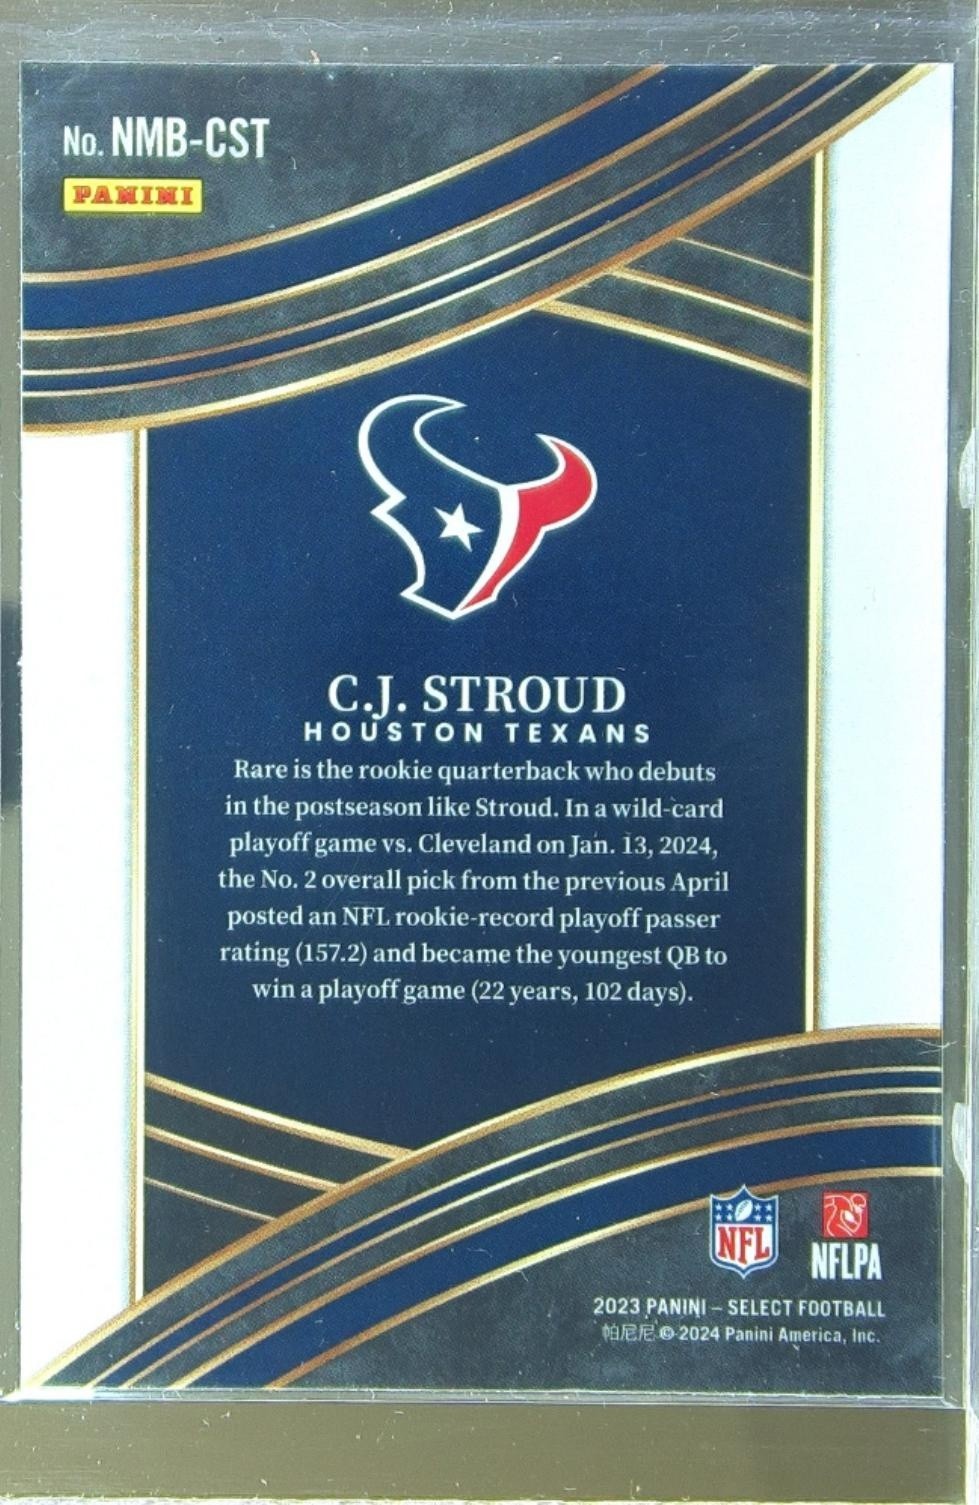 No. NMB-CST
PANINI
C.J. STROUD
HOUSTON TEXANS
Rare is the rookie quarterback who debuts
in the postseason like Stroud. In a wild-card
playoff game vs. Cleveland on Jan. 13, 2024,
the No. 2 overall pick from the previous April
posted an NFL rookie-record playoff passer
rating (157.2) and became the youngest QB to
win a playoff game (22 years, 102 days).
NFL
NFLPA
2023 PANINI – SELECT FOOTBALL
帕尼尼 © 2024 Panini America, Inc.